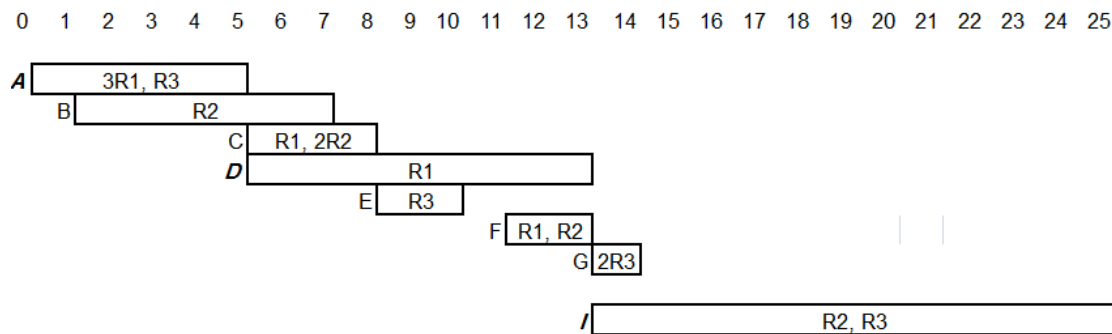 0 1 2 3 4 5 6 7 8 9 10 11 12 13 14 15 16 17 18 19 20 21 22 23 24 25
A 3R1, R3
B R2
C R1, 2R2
D R1
E R3
F R1, R2
G 2R3
I R2, R3